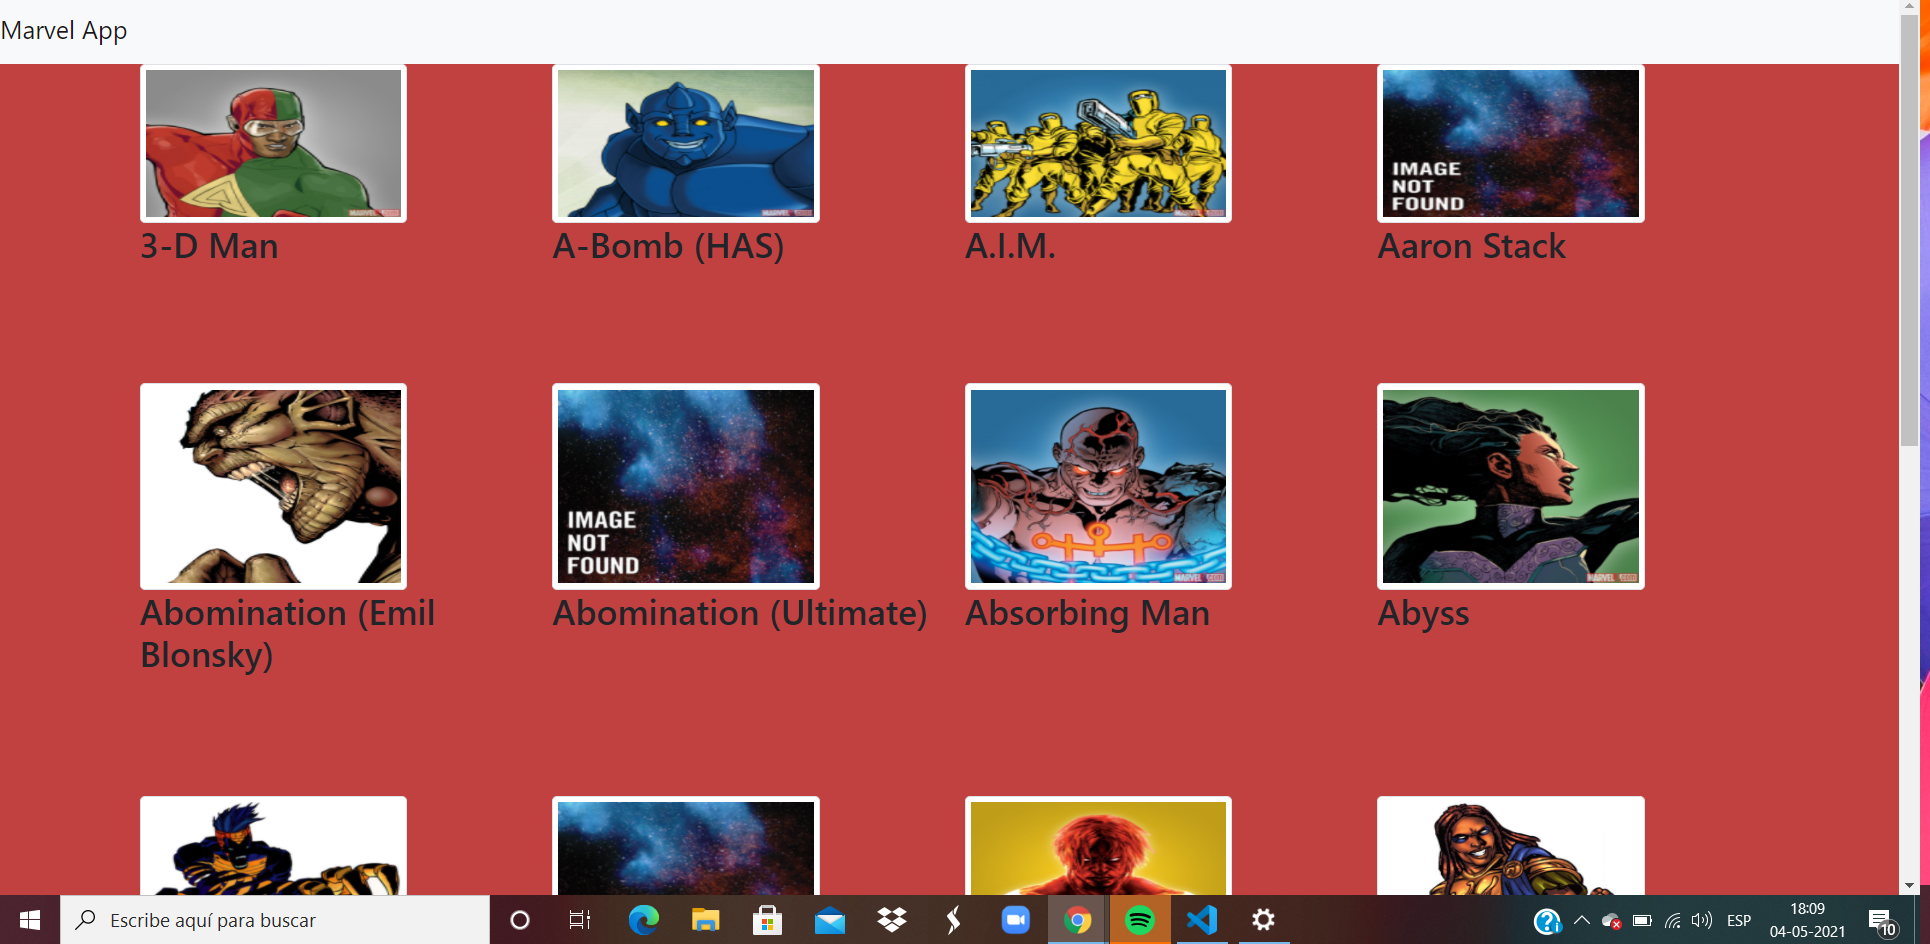 Marvel App
IMAGE
NOT
FOUND
3-D Man
A-Bomb (HAS)
A.I.M.
Aaron Stack
IMAGE
NOT
FOUND
Abomination (Emil
Blonsky)
Abomination (Ultimate)
Absorbing Man
Abyss
Escribe aquí para buscar
ESP
18:09
04-05-2021
10